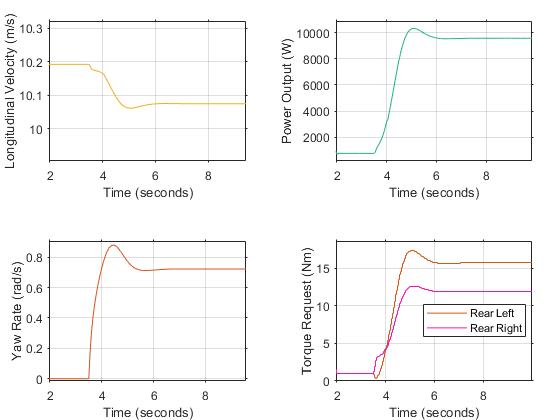 Longitudinal Velocity (m/s)
10.3
10.2
10.1
10
2 4 6 8
Time (seconds)
Power Output (W)
10000
8000
6000
4000
2000
2 4 6 8
Time (seconds)
Yaw Rate (rad/s)
0.8
0.6
0.4
0.2
0
2 4 6 8
Time (seconds)
Torque Request (Nm)
15
10
5
0
Rear Left
Rear Right
2 4 6 8
Time (seconds)